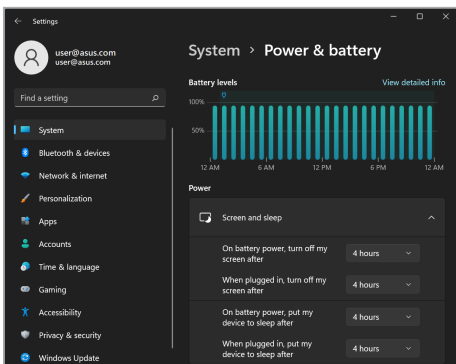 Settings
user@asus.com
user@asus.com
Find a setting
System
Bluetooth & devices
Network & internet
Personalization
Apps
Accounts
Time & language
Gaming
Accessibility
Privacy & security
Windows Update
System > Power & battery
Battery levels
View detailed info
100%
50%
12 AM
6 AM
12 PM
6 PM
12 AM
Power
Screen and sleep
On battery power, turn off my
screen after
4 hours
When plugged in, turn off my
screen after
4 hours
On battery power, put my
device to sleep after
4 hours
When plugged in, put my
device to sleep after
4 hours